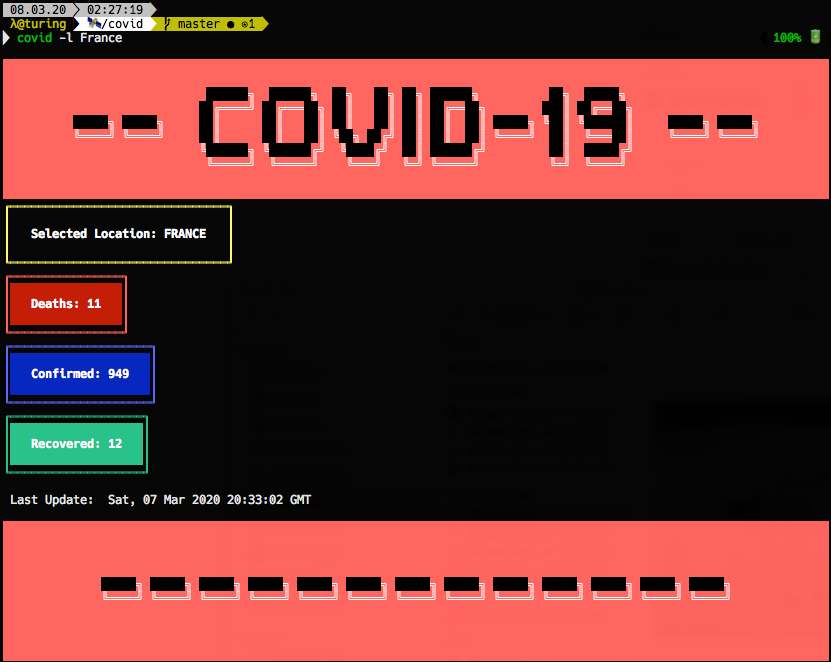 08.03.20 02:27:19
λ@turing /covid master ● ⊙1
covid -l France 100%
-- COVID-19 --
Selected Location: FRANCE
Deaths: 11
Confirmed: 949
Recovered: 12
Last Update: Sat, 07 Mar 2020 20:33:02 GMT
-------------